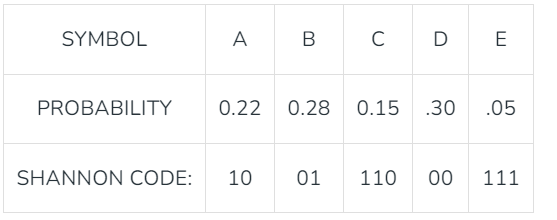 SYMBOL A B C D E
PROBABILITY 0.22 0.28 0.15 .30 .05
SHANNON CODE: 10 01 110 00 111